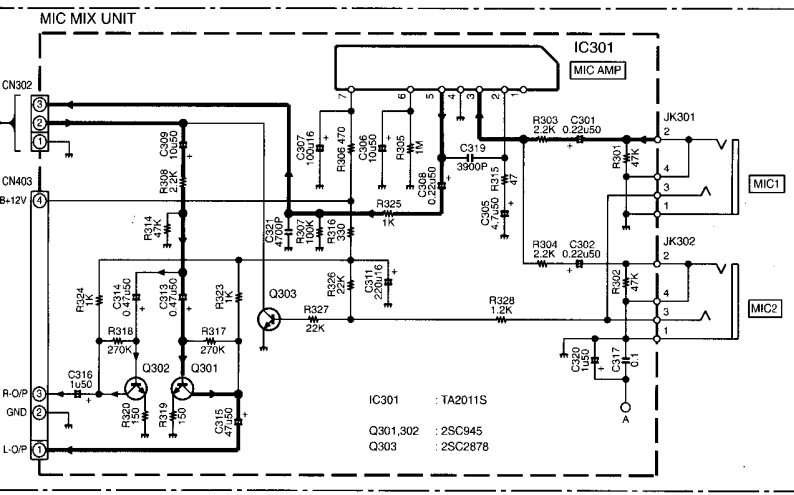 MIC MIX UNIT
IC301
MIC AMP
7 6 5 4 3 2 1
CN302
3
2
1
CN403
B+12V 4
R-O/P 3
GND 2
L-O/P 1
C309
10u50
R308
2.2K
R314
47K
C307
100u16
R306 470
C306
10u50
R305
1M
C319
3900P
C308
0.22u50
R315
47
C305
4.7u50
R303
2.2K
C301
0.22u50
R301
47K
JK301
2
4
3
1
MIC1
R325
1K
C321
4700P
R307
100K
R316
330
R304
2.2K
C302
0.22u50
R302
47K
JK302
2
4
3
1
MIC2
R324
1K
C314
0.47u50
C313
0.47u50
R323
1K
R326
22K
C311
220u16
Q303
R327
22K
R328
1.2K
R318
270K
R317
270K
Q302
Q301
C316
1u50
R320
150
R319
150
C315
47u50
C320
1u50
C317
0.1
A
IC301 : TA2011S
Q301,302 : 2SC945
Q303 : 2SC2878